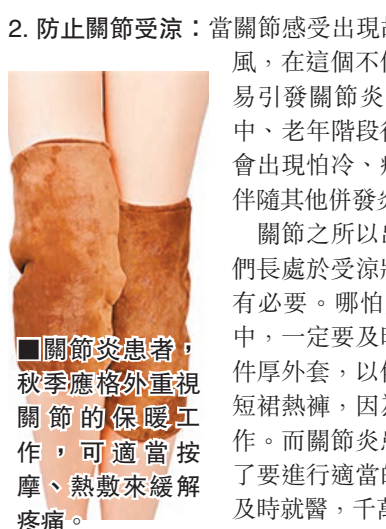 2. 防止關節受涼：當關節感受出現
風，在這個不
易引發關節炎
中、老年階段
會出現怕冷、
伴隨其他併發
關節之所以
們長處於受涼
有必要。哪怕
中，一定要及時
件厚外套，以
短裙熱褲，因
作。而關節炎
了要進行適當的
及時就醫，千萬
■關節炎患者，
秋季應格外重視
關節的保暖工
作，可適當按
摩、熱敷來緩解
疼痛。